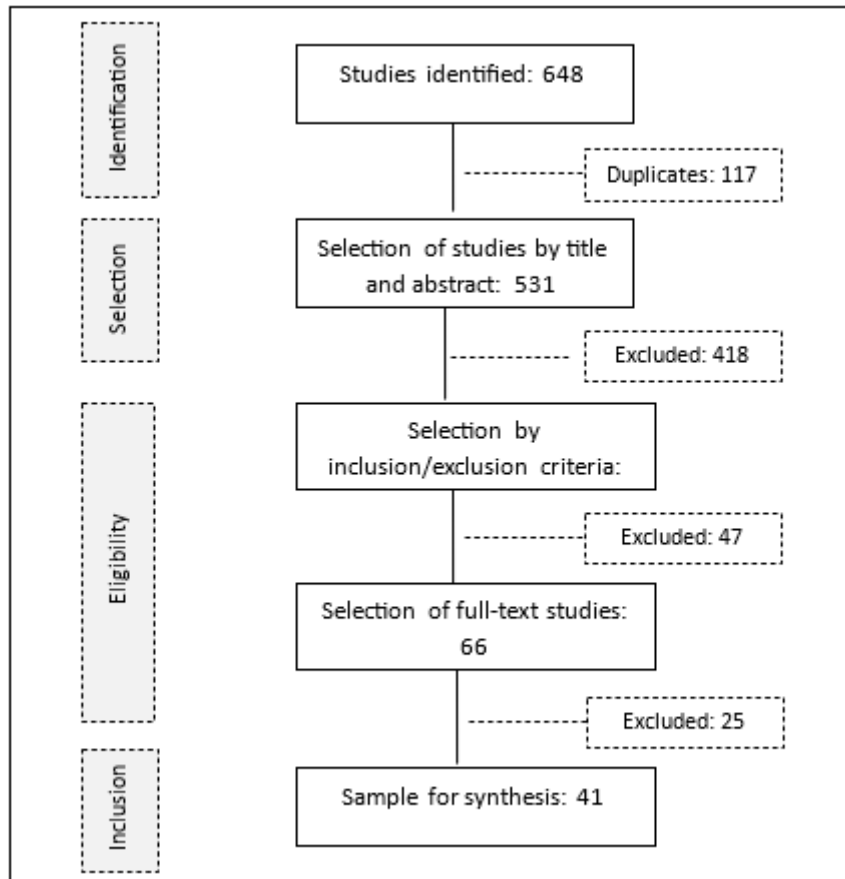 Identification
Studies identified: 648
Duplicates: 117
Selection
Selection of studies by title
and abstract: 531
Excluded: 418
Eligibility
Selection by
inclusion/exclusion criteria:
Excluded: 47
Selection of full-text studies:
66
Excluded: 25
Inclusion
Sample for synthesis: 41